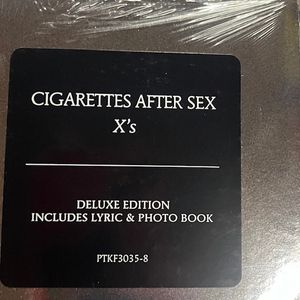 CIGARETTES AFTER SEX
X's
DELUXE EDITION
INCLUDES LYRIC & PHOTO BOOK
PTKF3035-8